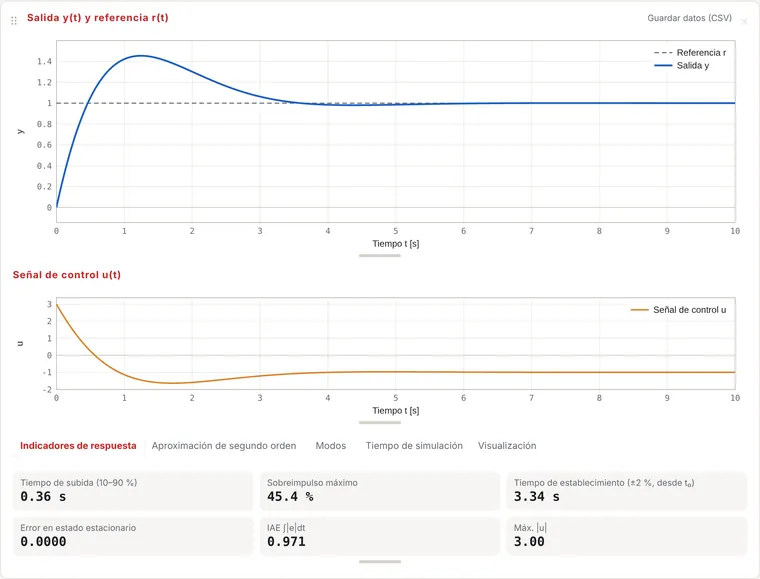 Salida y(t) y referencia r(t)
Guardar datos (CSV)
×
Referencia r
Salida y
1.4
1.2
1
0.8
0.6
0.4
0.2
0
y
0 1 2 3 4 5 6 7 8 9 10
Tiempo t [s]
Señal de control u(t)
Señal de control u
3
2
1
0
-1
-2
u
0 1 2 3 4 5 6 7 8 9 10
Tiempo t [s]
Indicadores de respuesta Aproximación de segundo orden Modos Tiempo de simulación Visualización
Tiempo de subida (10–90 %)
0.36 s
Sobreimpulso máximo
45.4 %
Tiempo de establecimiento (±2 %, desde t₀)
3.34 s
Error en estado estacionario
0.0000
IAE ∫|e|dt
0.971
Máx. |u|
3.00